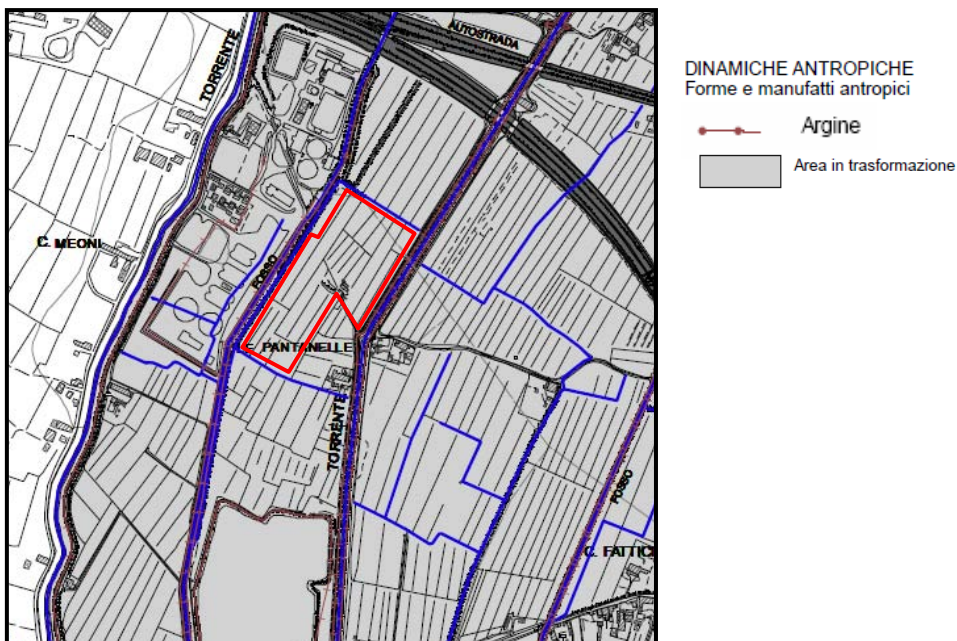 AUTOSTRADA
TORRENTE
C. MEONI
FOSSO
PANTANELLE
TORRENTE
FOSSO
C. FATTIC
DINAMICHE ANTROPICHE
Forme e manufatti antropici
Argine
Area in trasformazione